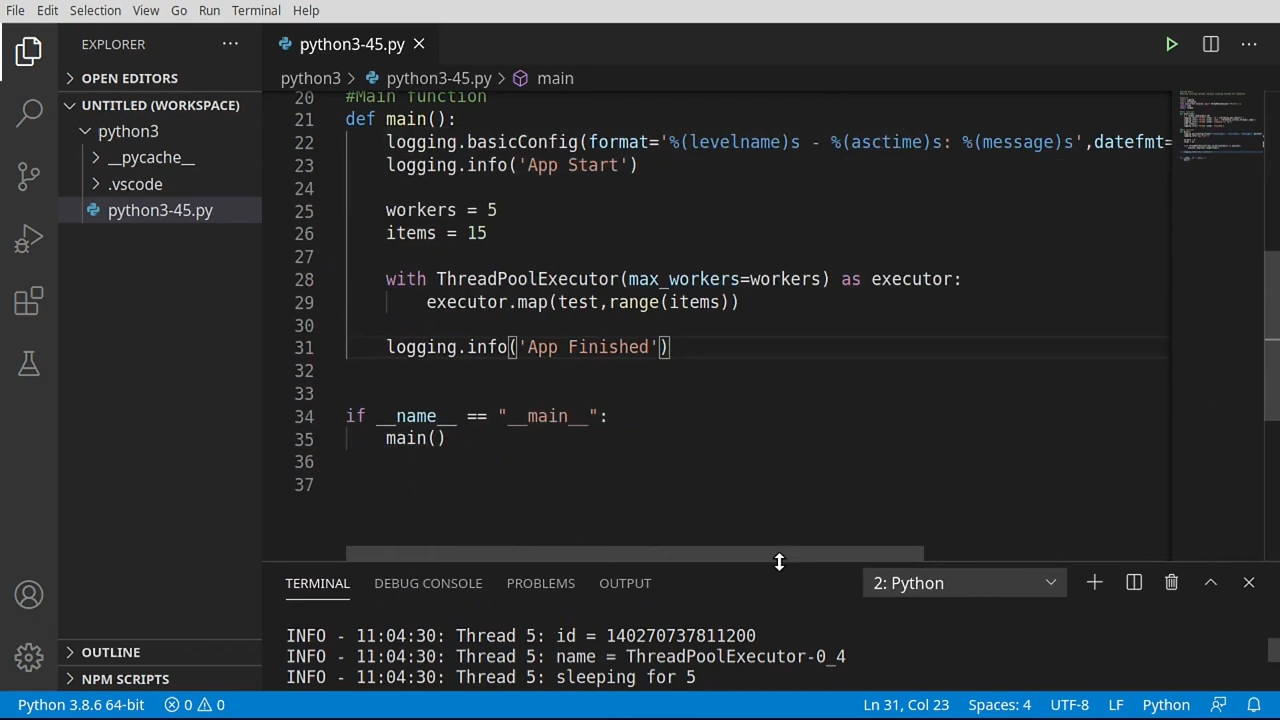 File Edit Selection View Go Run Terminal Help
EXPLORER
python3-45.py
OPEN EDITORS
python3 > python3-45.py > main
UNTITLED (WORKSPACE)
python3
__pycache__
.vscode
python3-45.py
20 #Main function
21 def main():
22 logging.basicConfig(format='%(levelname)s - %(asctime)s: %(message)s',datefmt=
23 logging.info('App Start')
24
25 workers = 5
26 items = 15
27
28 with ThreadPoolExecutor(max_workers=workers) as executor:
29 executor.map(test,range(items))
30
31 logging.info('App Finished')
32
33
34 if __name__ == "__main__":
35 main()
36
37
TERMINAL DEBUG CONSOLE PROBLEMS OUTPUT 2: Python
INFO - 11:04:30: Thread 5: id = 140270737811200
INFO - 11:04:30: Thread 5: name = ThreadPoolExecutor-0_4
INFO - 11:04:30: Thread 5: sleeping for 5
OUTLINE
NPM SCRIPTS
Python 3.8.6 64-bit 0 0 Ln 31, Col 23 Spaces: 4 UTF-8 LF Python